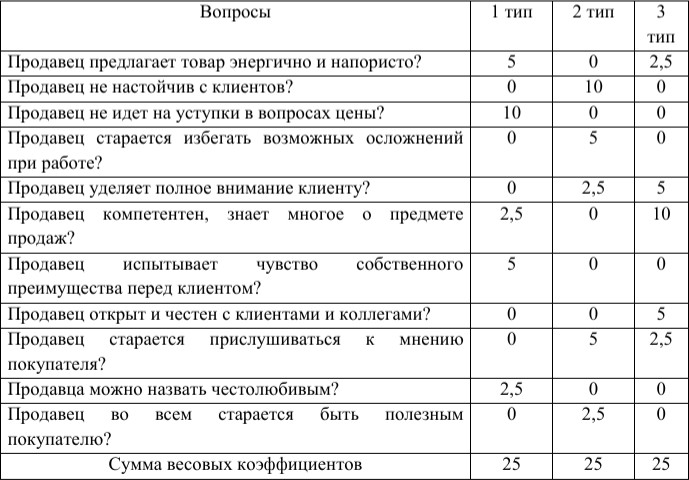 Вопросы 1 тип 2 тип 3
тип
Продавец предлагает товар энергично и напористо? 5 0 2,5
Продавец не настойчив с клиентов? 0 10 0
Продавец не идет на уступки в вопросах цены? 10 0 0
Продавец старается избегать возможных осложнений 0 5 0
при работе?
Продавец уделяет полное внимание клиенту? 0 2,5 5
Продавец компетентен, знает многое о предмете 2,5 0 10
продаж?
Продавец испытывает чувство собственного 5 0 0
преимущества перед клиентом?
Продавец открыт и честен с клиентами и коллегами? 0 0 5
Продавец старается прислушиваться к мнению 0 5 2,5
покупателя?
Продавца можно назвать честолюбивым? 2,5 0 0
Продавец во всем старается быть полезным 0 2,5 0
покупателю?
Сумма весовых коэффициентов 25 25 25